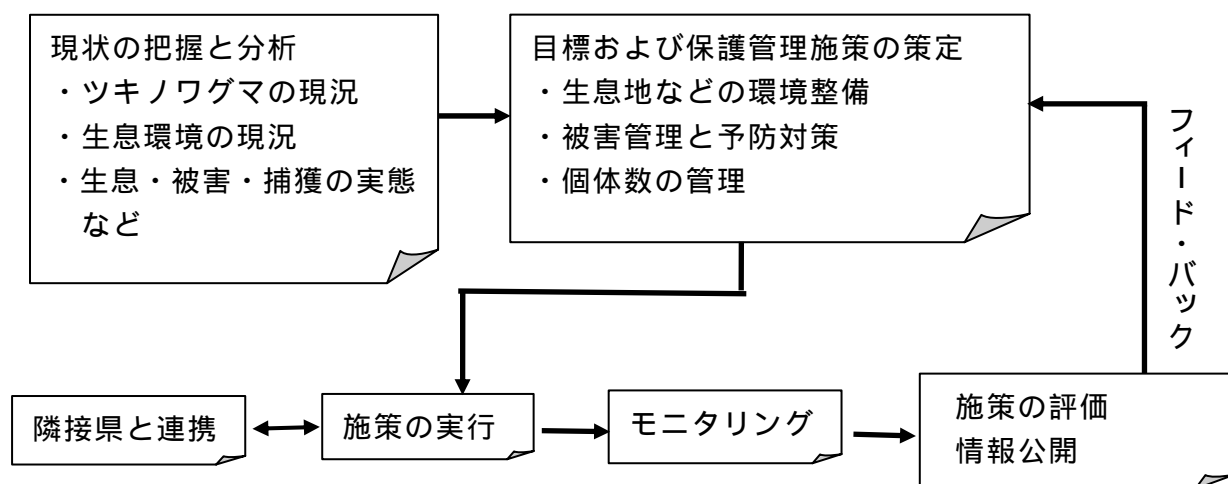 現状の把握と分析
・ツキノワグマの現況
・生息環境の現況
・生息・被害・捕獲の実態
など
目標および保護管理施策の策定
・生息地などの環境整備
・被害管理と予防対策
・個体数の管理
フィード・バック
隣接県と連携
施策の実行
モニタリング
施策の評価
情報公開